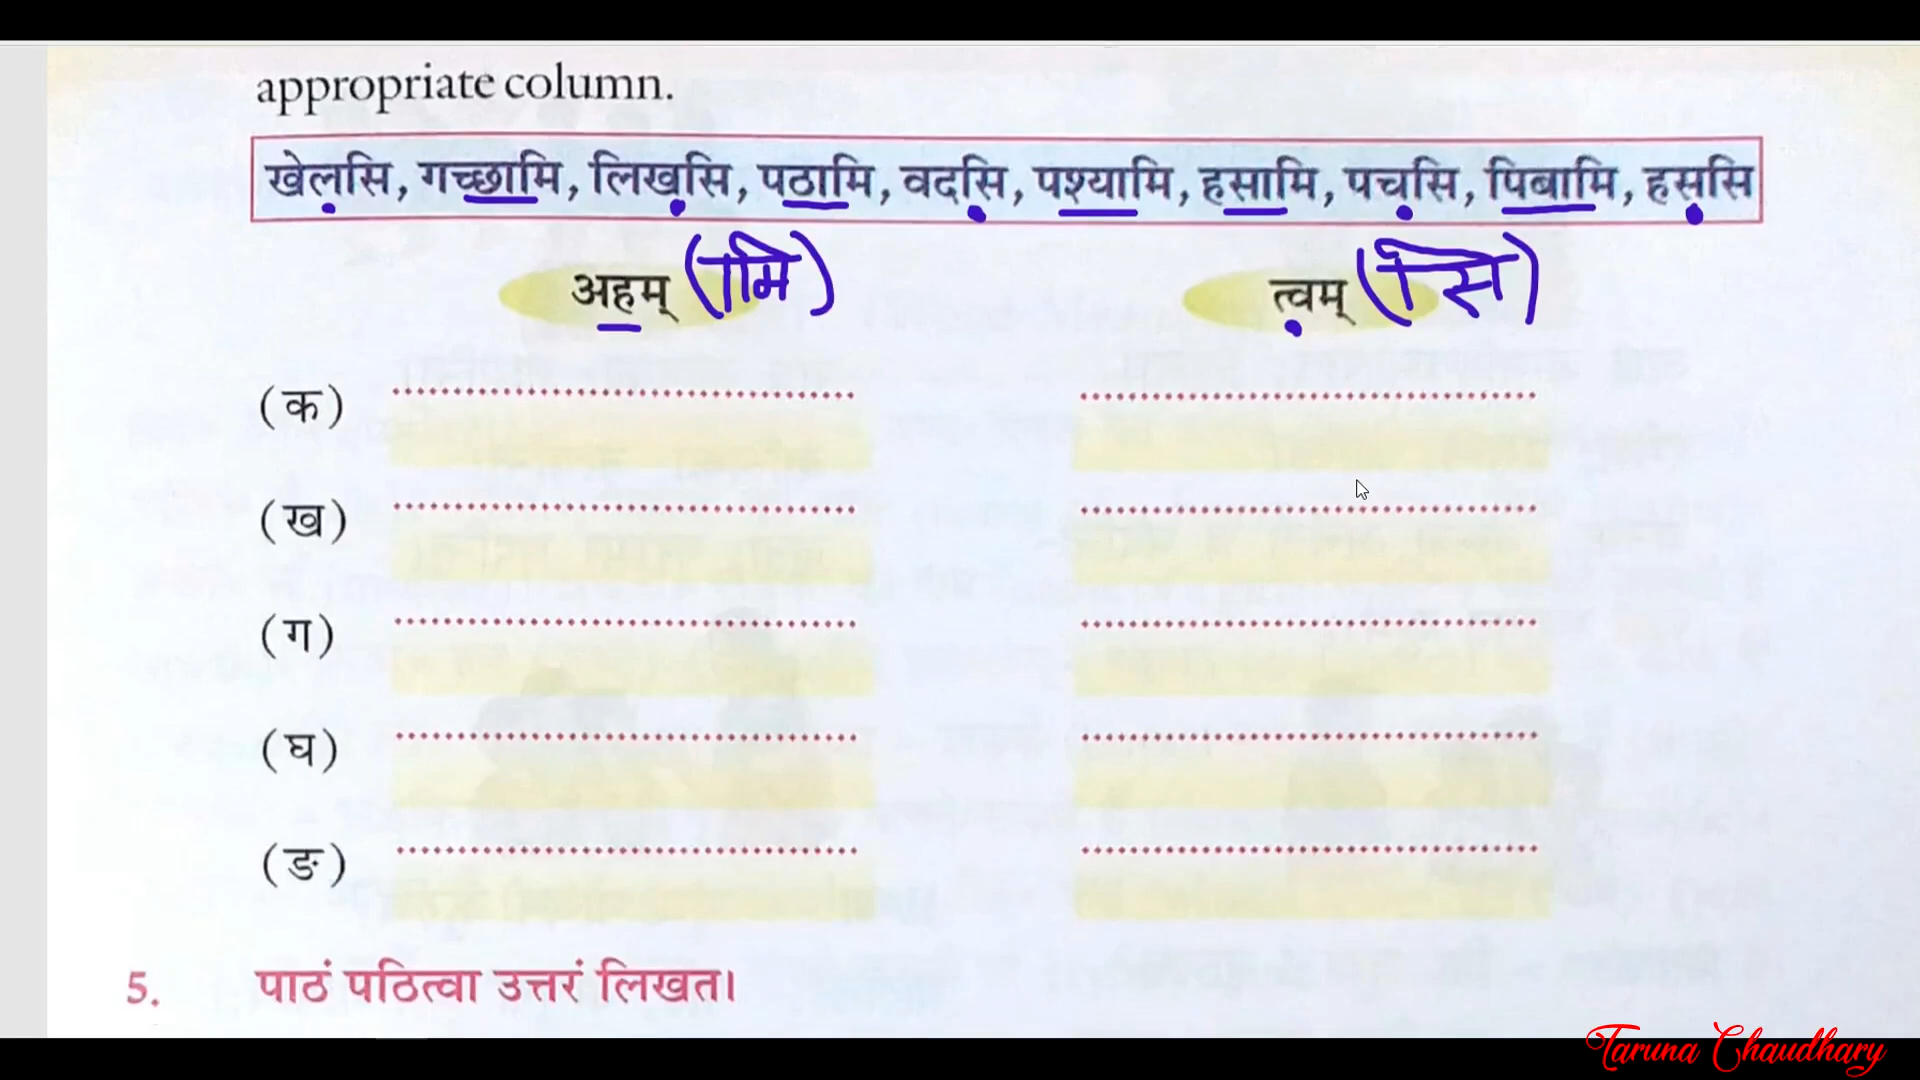 appropriate column.
खेलसि, गच्छामि, लिखसि, पठामि, वदसि, पश्यामि, हसामि, पचसि, पिबामि, हससि
अहम् (ामि) त्वम् (सि)
(क) ........................................ ........................................
(ख) ........................................ ........................................
(ग) ........................................ ........................................
(घ) ........................................ ........................................
(ङ) ........................................ ........................................
5. पाठं पठित्वा उत्तरं लिखत।
Taruna Chaudhary